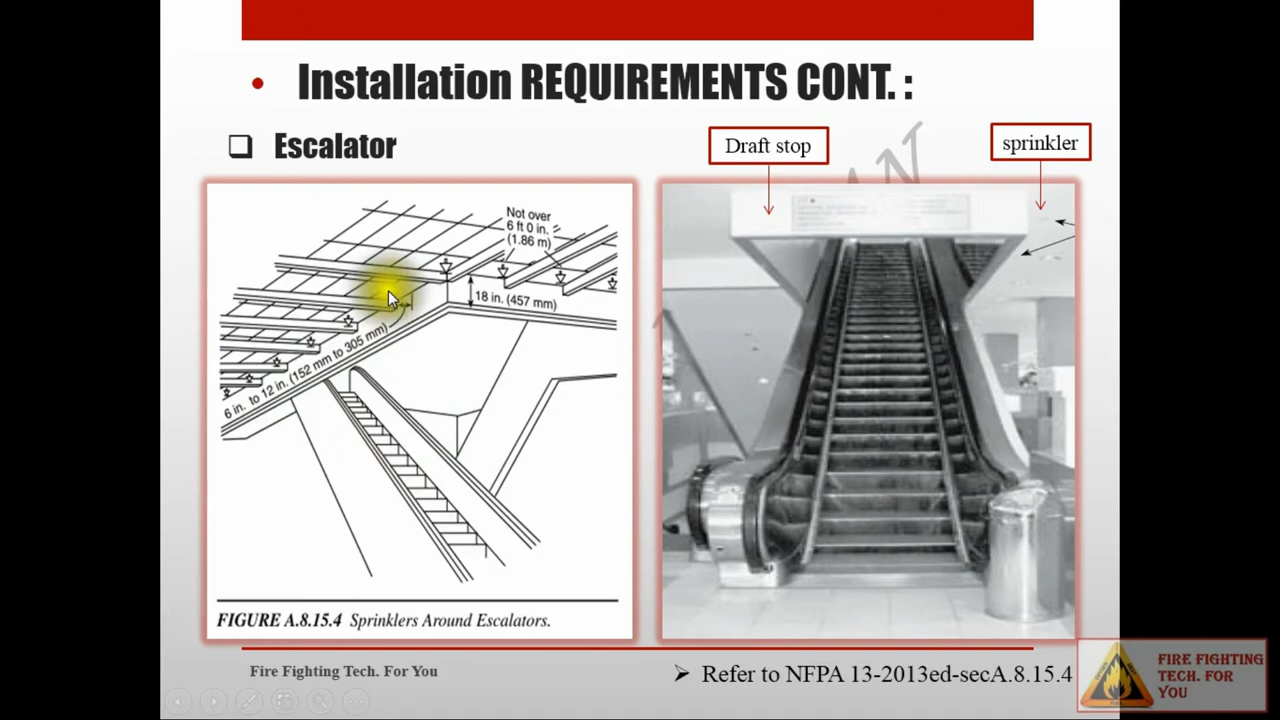 • Installation REQUIREMENTS CONT. :
❑ Escalator
Draft stop
sprinkler
Not over
6 ft 0 in.
(1.86 m)
18 in. (457 mm)
6 in. to 12 in. (152 mm to 305 mm)
FIGURE A.8.15.4 Sprinklers Around Escalators.
Fire Fighting Tech. For You
➢ Refer to NFPA 13-2013ed-secA.8.15.4
FIRE FIGHTING
TECH. FOR
YOU